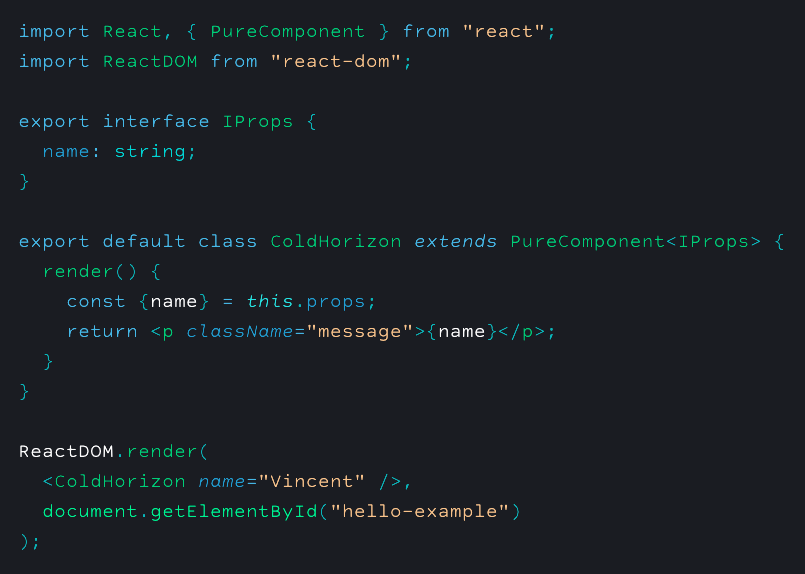 import React, { PureComponent } from "react";
import ReactDOM from "react-dom";

export interface IProps {
  name: string;
}

export default class ColdHorizon extends PureComponent<IProps> {
  render() {
    const {name} = this.props;
    return <p className="message">{name}</p>;
  }
}

ReactDOM.render(
  <ColdHorizon name="Vincent" />,
  document.getElementById("hello-example")
);